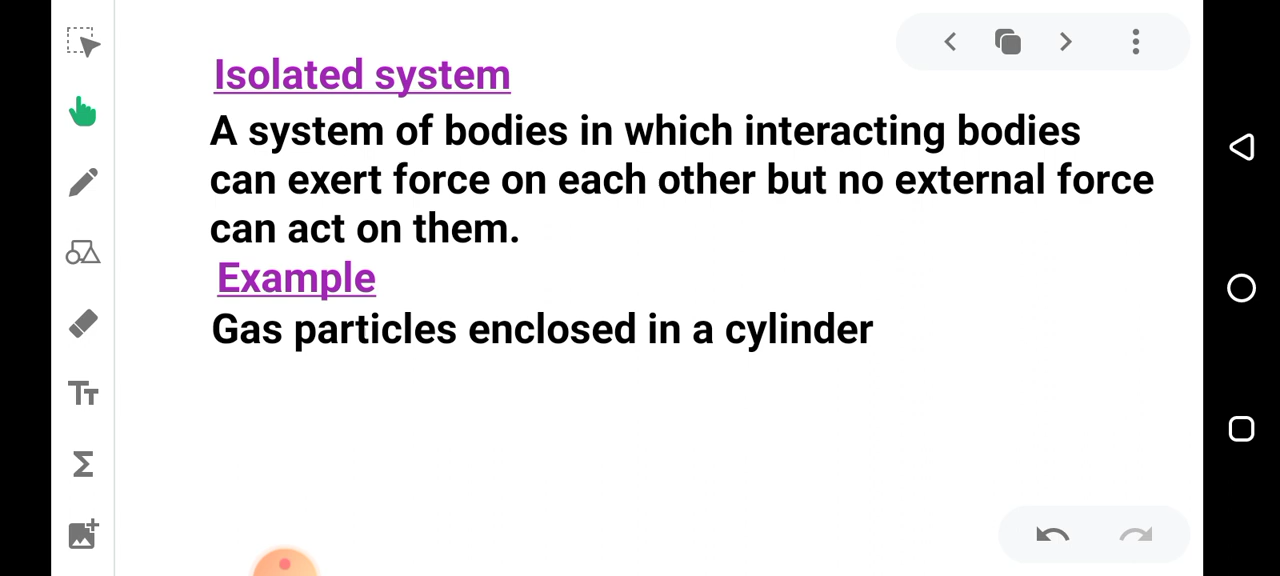 Isolated system
A system of bodies in which interacting bodies
can exert force on each other but no external force
can act on them.
Example
Gas particles enclosed in a cylinder
TT
Σ